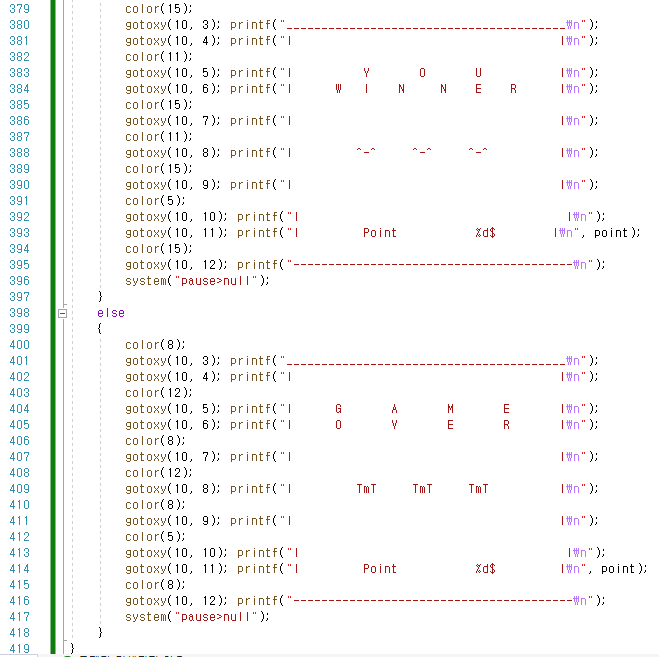 379 color(15);
380 gotoxy(10, 3); printf("________________________________________₩n");
381 gotoxy(10, 4); printf("|                                      |₩n");
382 color(11);
383 gotoxy(10, 5); printf("|          Y       O       U           |₩n");
384 gotoxy(10, 6); printf("|      W   I    N     N    E    R      |₩n");
385 color(15);
386 gotoxy(10, 7); printf("|                                      |₩n");
387 color(11);
388 gotoxy(10, 8); printf("|         ^-^     ^-^     ^-^          |₩n");
389 color(15);
390 gotoxy(10, 9); printf("|                                      |₩n");
391 color(5);
392 gotoxy(10, 10); printf("|                                      |₩n");
393 gotoxy(10, 11); printf("|         Point           %d$        |₩n", point);
394 color(15);
395 gotoxy(10, 12); printf("----------------------------------------₩n");
396 system("pause>null");
397 }
398 else
399 {
400 color(8);
401 gotoxy(10, 3); printf("________________________________________₩n");
402 gotoxy(10, 4); printf("|                                      |₩n");
403 color(12);
404 gotoxy(10, 5); printf("|      G       A       M       E       |₩n");
405 gotoxy(10, 6); printf("|      O       V       E       R       |₩n");
406 color(8);
407 gotoxy(10, 7); printf("|                                      |₩n");
408 color(12);
409 gotoxy(10, 8); printf("|         TmT     TmT     TmT          |₩n");
410 color(8);
411 gotoxy(10, 9); printf("|                                      |₩n");
412 color(5);
413 gotoxy(10, 10); printf("|                                      |₩n");
414 gotoxy(10, 11); printf("|         Point           %d$         |₩n", point);
415 color(8);
416 gotoxy(10, 12); printf("----------------------------------------₩n");
417 system("pause>null");
418 }
419 }